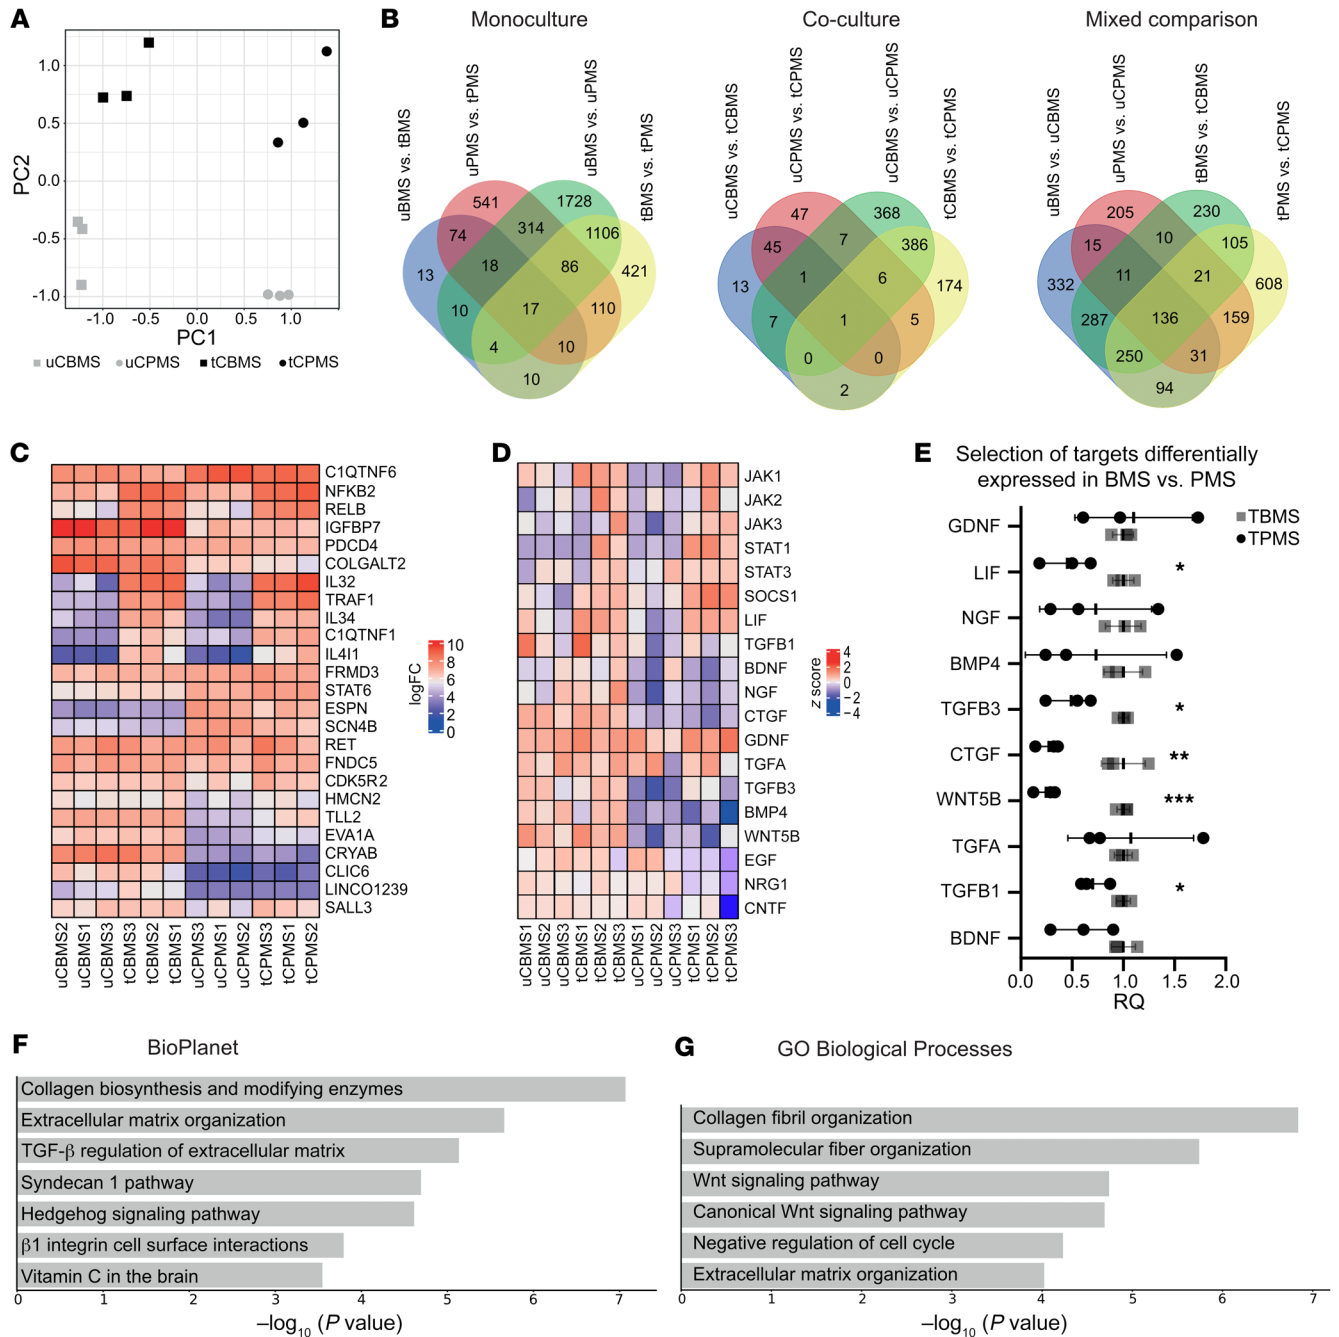 A
PC2
1.0
0.5
0.0
-0.5
-1.0
-1.0
-0.5
0.0
0.5
1.0
PC1
uCBMS
uCPMS
tCBMS
tCPMS
B
Monoculture
uBMS vs. tBMS
uPMS vs. tPMS
uBMS vs. uPMS
tBMS vs. tPMS
541
1728
74
314
1106
13
18
86
421
10
17
110
4
10
10
Co-culture
uCBMS vs. tCBMS
uCPMS vs. tCPMS
uCBMS vs. uCPMS
tCBMS vs. tCPMS
47
368
45
7
386
13
1
6
174
7
1
5
0
0
2
Mixed comparison
uBMS vs. uCBMS
uPMS vs. uCPMS
tBMS vs. tCBMS
tPMS vs. tCPMS
205
230
15
10
105
332
11
21
608
287
136
159
250
31
94
C
C1QTNF6
NFKB2
RELB
IGFBP7
PDCD4
COLGALT2
IL32
TRAF1
IL34
C1QTNF1
IL4I1
FRMD3
STAT6
ESPN
SCN4B
RET
FNDC5
CDK5R2
HMCN2
TLL2
EVA1A
CRYAB
CLIC6
LINCO1239
SALL3
uCBMS2
uCBMS1
uCBMS3
tCBMS3
tCBMS2
tCBMS1
uCPMS3
uCPMS1
uCPMS2
tCPMS3
tCPMS1
tCPMS2
logFC
10
8
6
4
2
0
D
JAK1
JAK2
JAK3
STAT1
STAT3
SOCS1
LIF
TGFB1
BDNF
NGF
CTGF
GDNF
TGFA
TGFB3
BMP4
WNT5B
EGF
NRG1
CNTF
uCBMS1
uCBMS2
uCBMS3
tCBMS1
tCBMS2
tCBMS3
uCPMS1
uCPMS2
uCPMS3
tCPMS1
tCPMS2
tCPMS3
z score
4
2
0
−2
−4
E
Selection of targets differentially
expressed in BMS vs. PMS
TBMS
TPMS
GDNF
LIF *
NGF
BMP4
TGFB3 *
CTGF **
WNT5B ***
TGFA
TGFB1 *
BDNF
0.0
0.5
1.0
1.5
2.0
RQ
F
BioPlanet
Collagen biosynthesis and modifying enzymes
Extracellular matrix organization
TGF-β regulation of extracellular matrix
Syndecan 1 pathway
Hedgehog signaling pathway
β1 integrin cell surface interactions
Vitamin C in the brain
0 1 2 3 4 5 6 7
–log10 (P value)
G
GO Biological Processes
Collagen fibril organization
Supramolecular fiber organization
Wnt signaling pathway
Canonical Wnt signaling pathway
Negative regulation of cell cycle
Extracellular matrix organization
0 1 2 3 4 5 6 7
–log10 (P value)